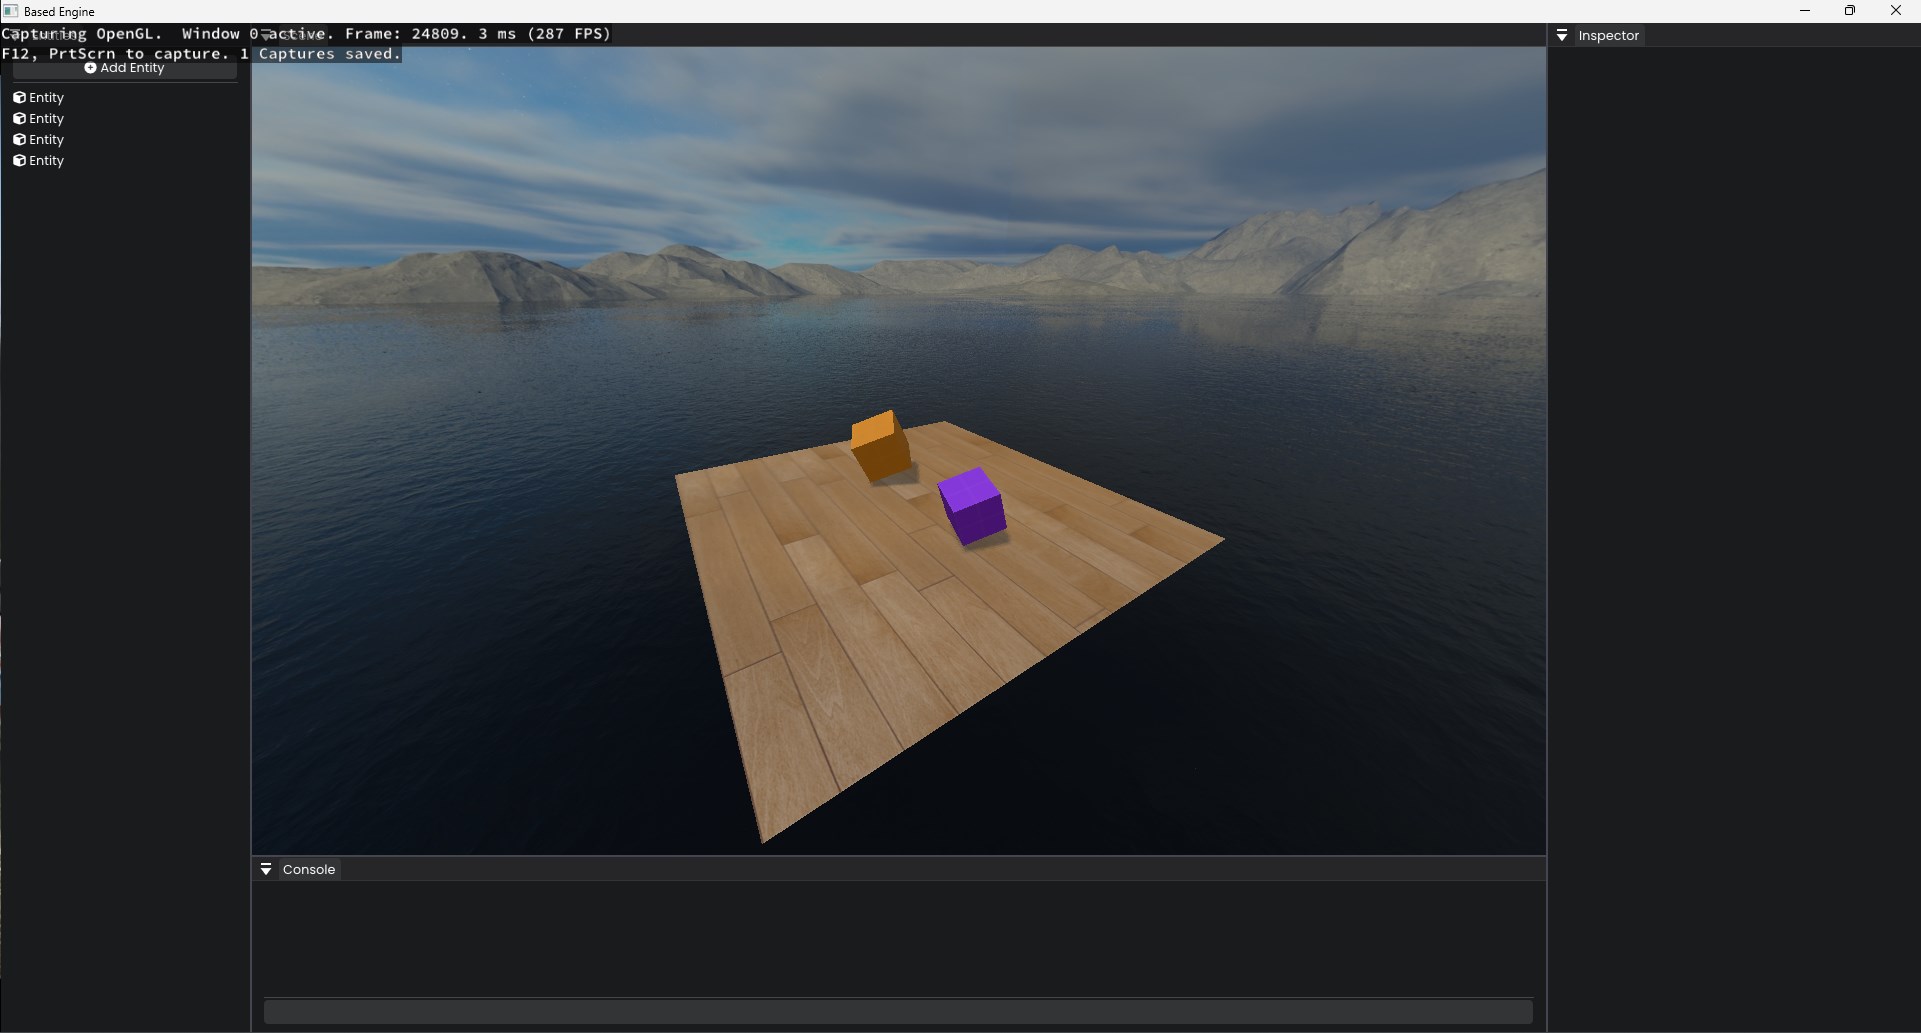 Based Engine
Capturing OpenGL. Window 0 active. Frame: 24809. 3 ms (287 FPS)
F12, PrtScrn to capture. 1 Captures saved.
Inspector
Add Entity
Entity
Entity
Entity
Entity
Console